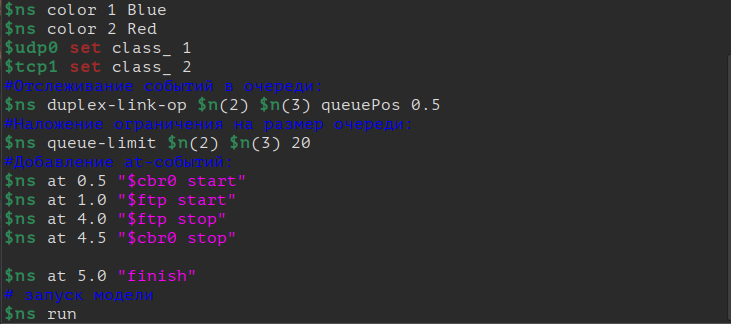 $ns color 1 Blue
$ns color 2 Red
$udp0 set class_ 1
$tcp1 set class_ 2
#Отслеживание событий в очереди:
$ns duplex-link-op $n(2) $n(3) queuePos 0.5
#Наложение ограничения на размер очереди:
$ns queue-limit $n(2) $n(3) 20
#Добавление at-событий:
$ns at 0.5 "$cbr0 start"
$ns at 1.0 "$ftp start"
$ns at 4.0 "$ftp stop"
$ns at 4.5 "$cbr0 stop"
$ns at 5.0 "finish"
# запуск модели
$ns run